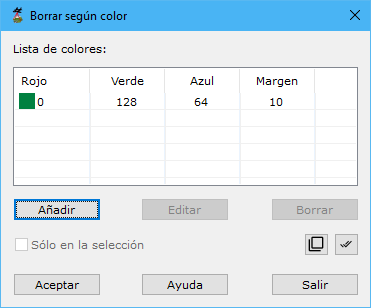 Borrar según color
Lista de colores:
Rojo Verde Azul Margen
0 128 64 10
Añadir Editar Borrar
Sólo en la selección
Aceptar Ayuda Salir